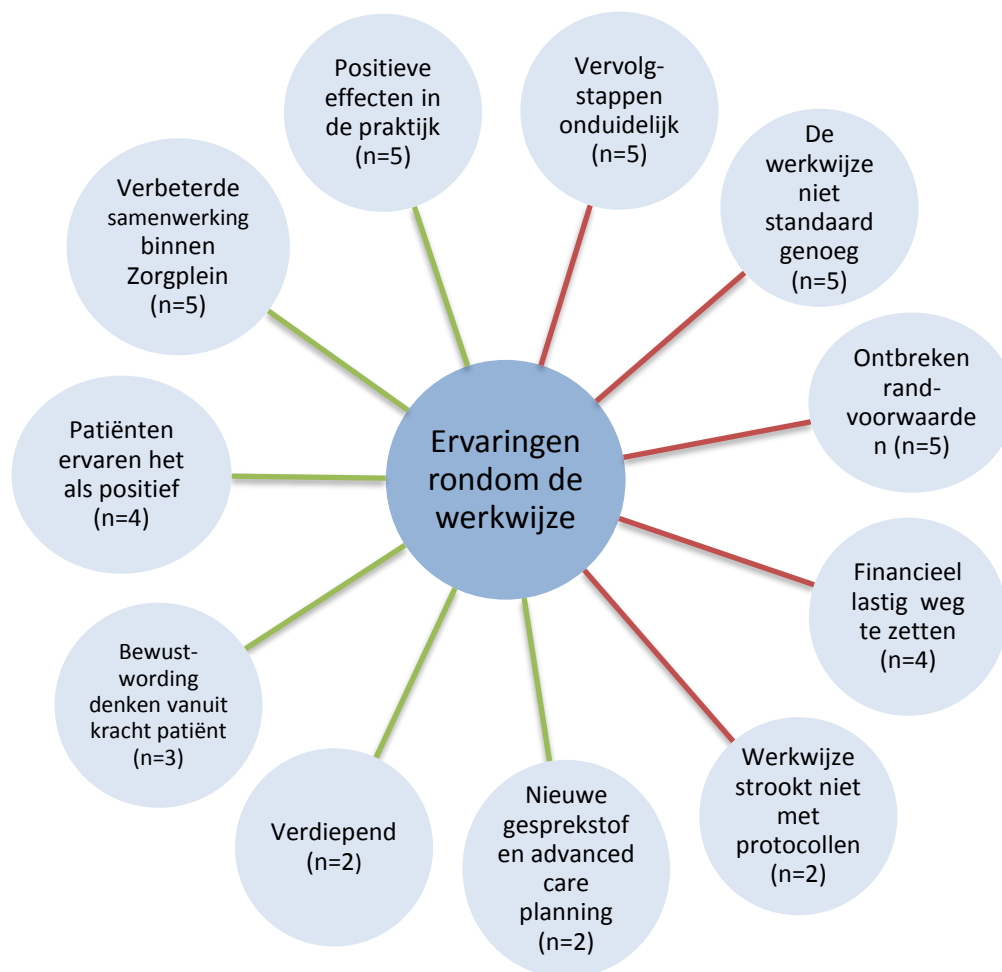 Positieve
effecten in
de praktijk
(n=5)
Vervolg-
stappen
onduidelijk
(n=5)
De
werkwijze
niet
standaard
genoeg
(n=5)
Ontbreken
rand-
voorwaarde
n (n=5)
Financieel
lastig weg
te zetten
(n=4)
Werkwijze
strookt niet
met
protocollen
(n=2)
Nieuwe
gesprekstof
en advanced
care
planning
(n=2)
Verdiepend
(n=2)
Bewust-
wording
denken vanuit
kracht patiënt
(n=3)
Patiënten
ervaren het
als positief
(n=4)
Verbeterde
samenwerking
binnen
Zorgplein
(n=5)
Ervaringen
rondom de
werkwijze